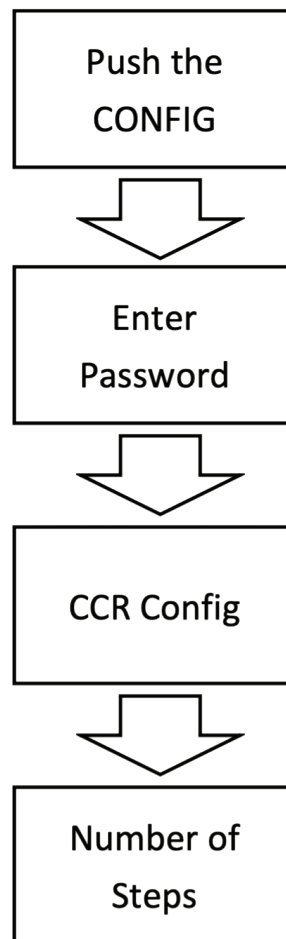 Push the
CONFIG
Enter
Password
CCR Config
Number of
Steps